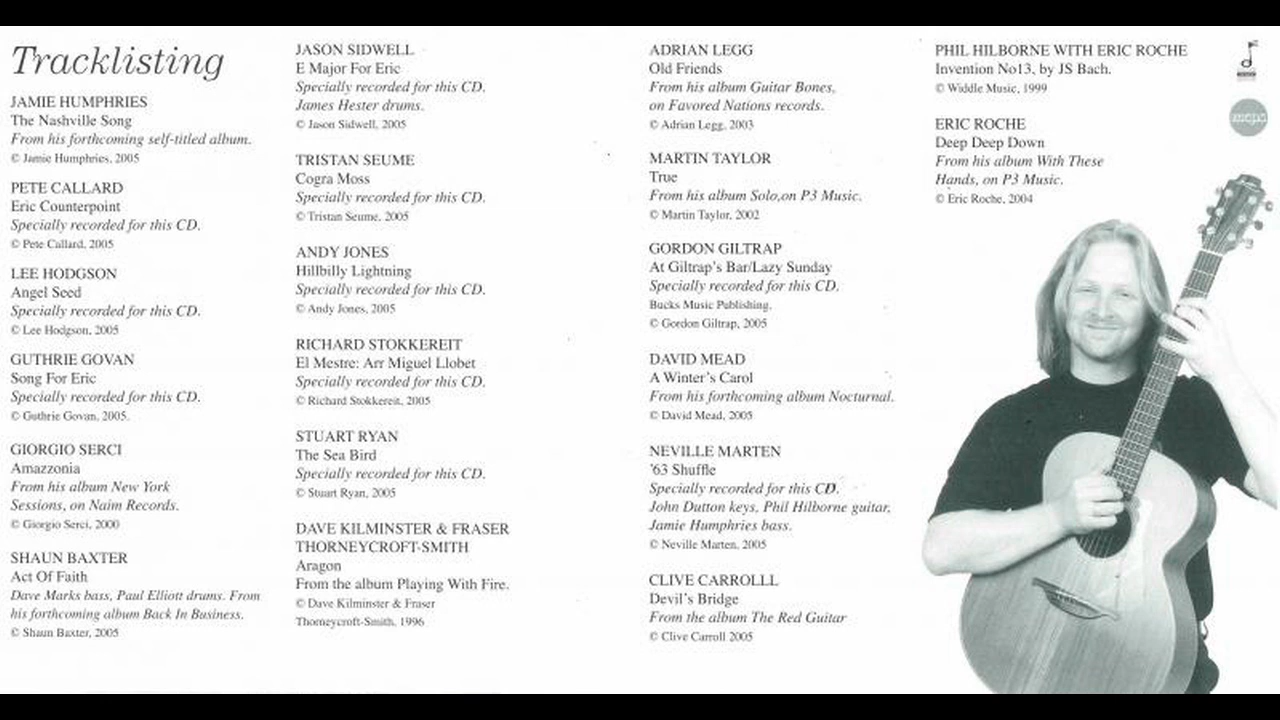 Tracklisting
JAMIE HUMPHRIES
The Nashville Song
From his forthcoming self-titled album.
© Jamie Humphries, 2005
PETE CALLARD
Eric Counterpoint
Specially recorded for this CD.
© Pete Callard, 2005
LEE HODGSON
Angel Seed
Specially recorded for this CD.
© Lee Hodgson, 2005
GUTHRIE GOVAN
Song For Eric
Specially recorded for this CD.
© Guthrie Govan, 2005.
GIORGIO SERCI
Amazzonia
From his album New York
Sessions, on Naim Records.
© Giorgio Serci, 2000
SHAUN BAXTER
Act Of Faith
Dave Marks bass, Paul Elliott drums. From
his forthcoming album Back In Business.
© Shaun Baxter, 2005
JASON SIDWELL
E Major For Eric
Specially recorded for this CD.
James Hester drums.
© Jason Sidwell, 2005
TRISTAN SEUME
Cogra Moss
Specially recorded for this CD.
© Tristan Seume, 2005
ANDY JONES
Hillbilly Lightning
Specially recorded for this CD.
© Andy Jones, 2005
RICHARD STOKKEREIT
El Mestre: Arr Miguel Llobet
Specially recorded for this CD.
© Richard Stokkereit, 2005
STUART RYAN
The Sea Bird
Specially recorded for this CD.
© Stuart Ryan, 2005
DAVE KILMINSTER & FRASER
THORNEYCROFT-SMITH
Aragon
From the album Playing With Fire.
© Dave Kilminster & Fraser
Thorneycroft-Smith, 1996
ADRIAN LEGG
Old Friends
From his album Guitar Bones,
on Favored Nations records.
© Adrian Legg, 2003
MARTIN TAYLOR
True
From his album Solo,on P3 Music.
© Martin Taylor, 2002
GORDON GILTRAP
At Giltrap's Bar/Lazy Sunday
Specially recorded for this CD.
Bucks Music Publishing.
© Gordon Giltrap, 2005
DAVID MEAD
A Winter's Carol
From his forthcoming album Nocturnal.
© David Mead, 2005
NEVILLE MARTEN
'63 Shuffle
Specially recorded for this CD.
John Dutton keys, Phil Hilborne guitar,
Jamie Humphries bass.
© Neville Marten, 2005
CLIVE CARROLLL
Devil's Bridge
From the album The Red Guitar
© Clive Carroll 2005
PHIL HILBORNE WITH ERIC ROCHE
Invention No13, by JS Bach.
© Widdle Music, 1999
ERIC ROCHE
Deep Deep Down
From his album With These
Hands, on P3 Music.
© Eric Roche, 2004
mcps